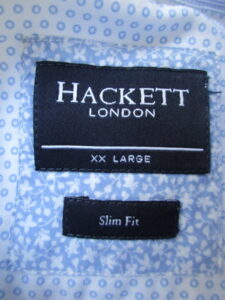 HACKETT
LONDON
XX LARGE
Slim Fit